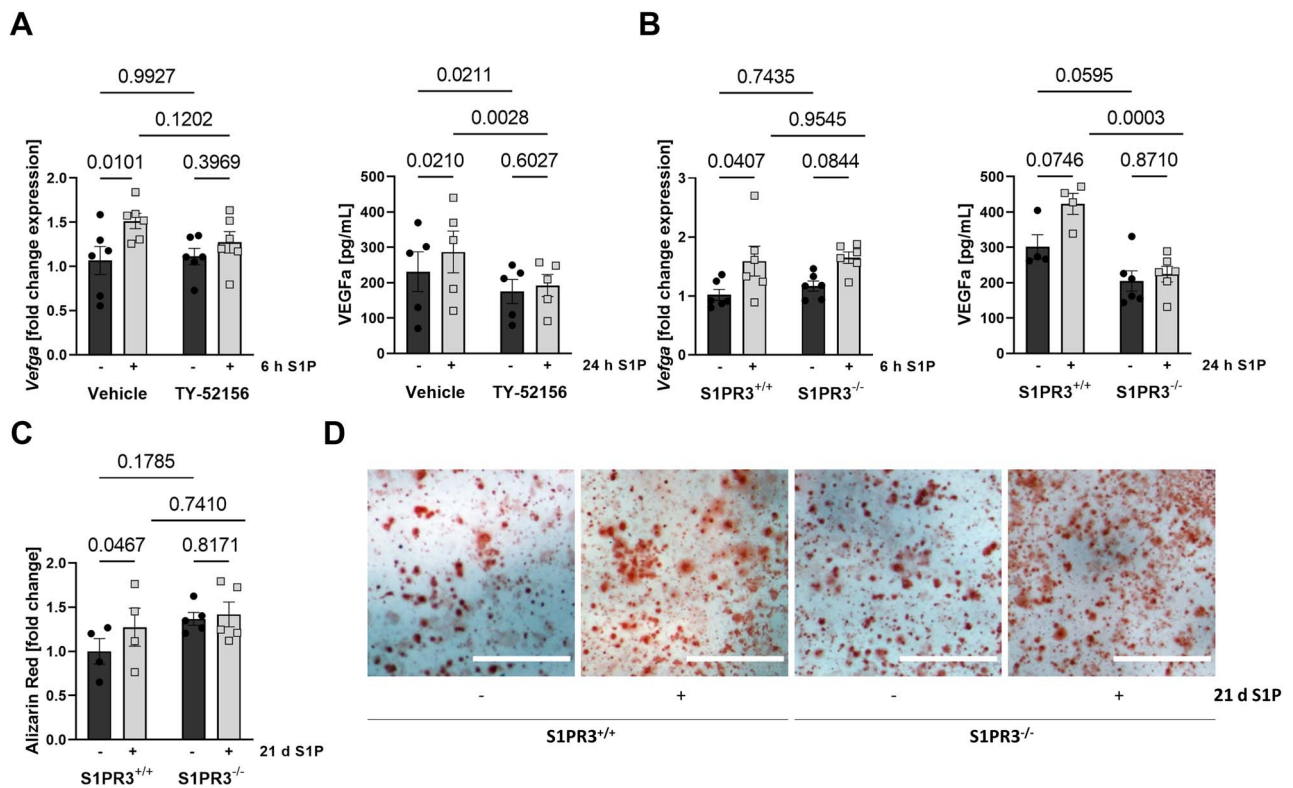 A
B
0.9927
0.0211
0.7435
0.0595
0.1202
0.0028
0.9545
0.0003
0.0101
0.3969
0.0210
0.6027
0.0407
0.0844
0.0746
0.8710
Vefga [fold change expression]
2.0
1.5
1.0
0.5
0.0
- + - + 6 h S1P
Vehicle TY-52156
VEGFa [pg/mL]
500
400
300
200
100
0
- + - + 24 h S1P
Vehicle TY-52156
Vefga [fold change expression]
3
2
1
0
- + - + 6 h S1P
S1PR3+/+ S1PR3-/-
VEGFa [pg/mL]
500
400
300
200
100
0
- + - + 24 h S1P
S1PR3+/+ S1PR3-/-
C
0.1785
0.7410
0.0467
0.8171
Alizarin Red [fold change]
2.0
1.5
1.0
0.5
0.0
- + - + 21 d S1P
S1PR3+/+ S1PR3-/-
D
- + - + 21 d S1P
S1PR3+/+ S1PR3-/-